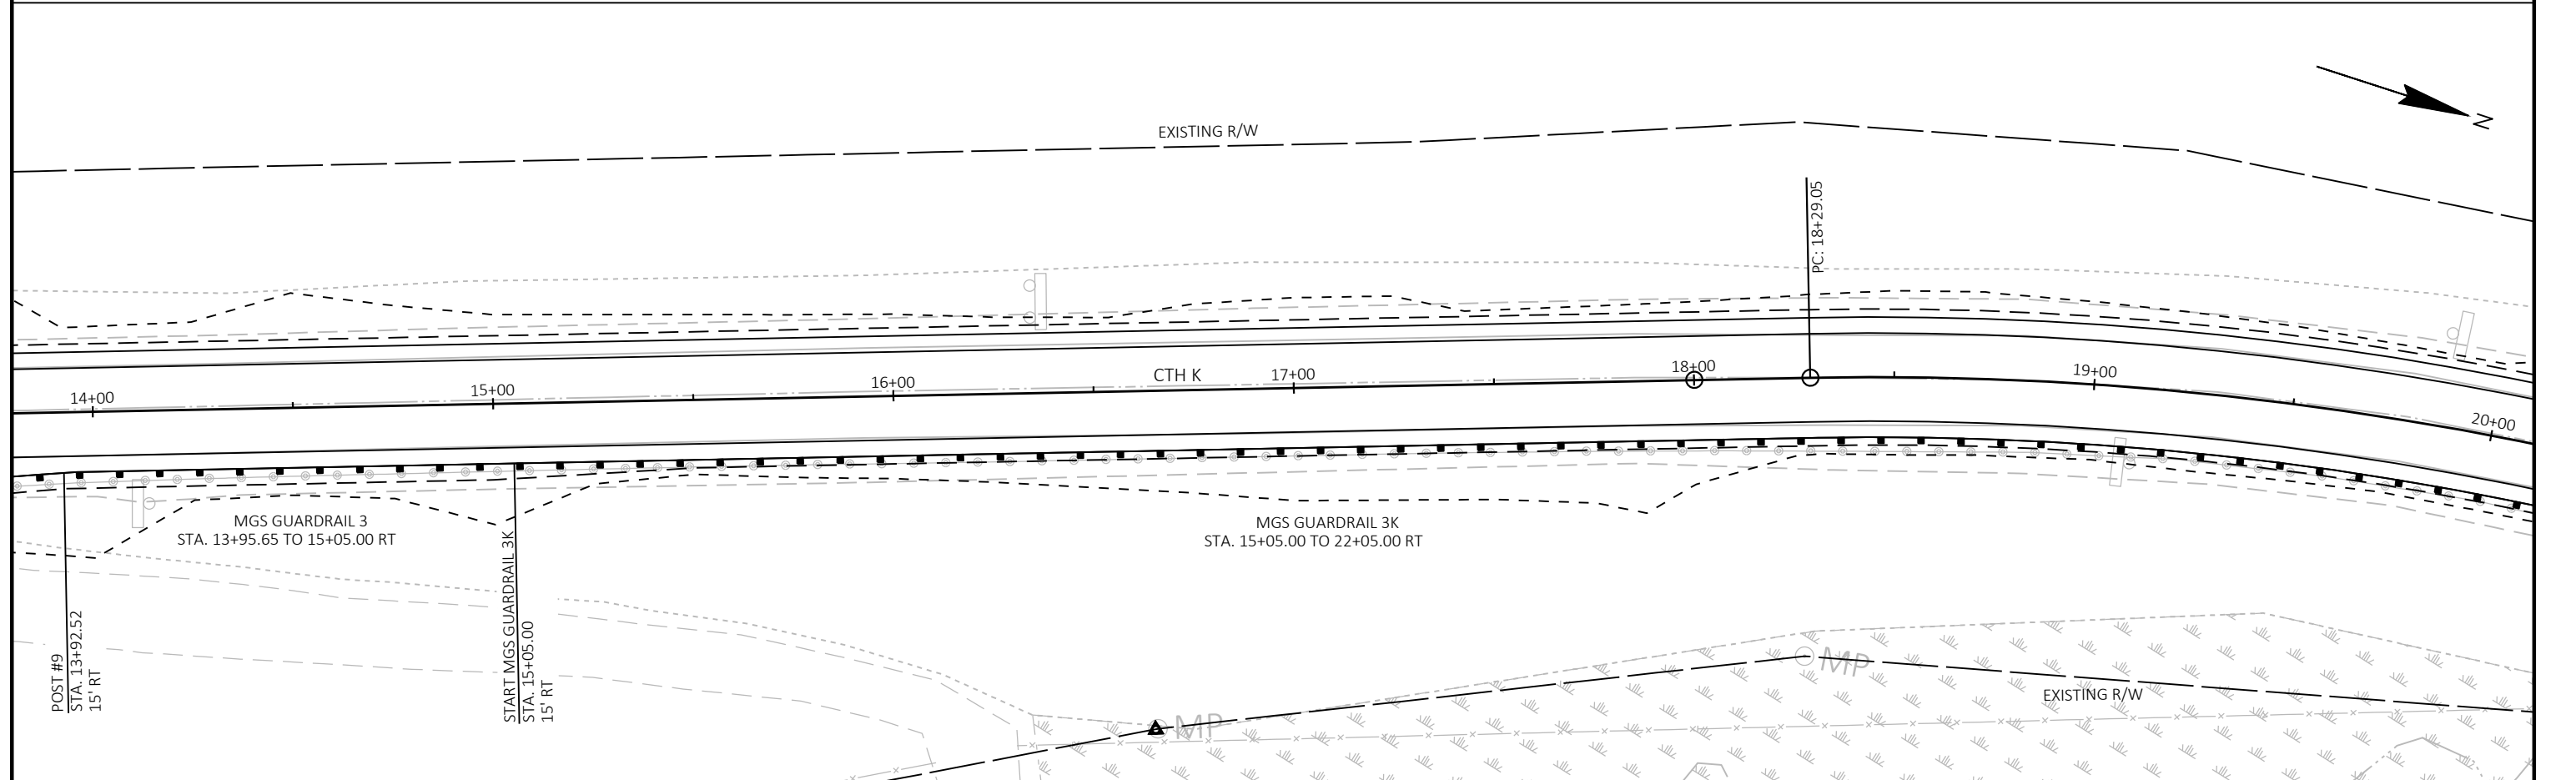 N
EXISTING R/W
PC: 18+29.05
14+00
15+00
16+00
CTH K
17+00
18+00
19+00
20+00
MGS GUARDRAIL 3
STA. 13+95.65 TO 15+05.00 RT
MGS GUARDRAIL 3K
STA. 15+05.00 TO 22+05.00 RT
POST #9
STA. 13+92.52
15' RT
START MGS GUARDRAIL 3K
STA. 15+05.00
15' RT
MP
MP
EXISTING R/W